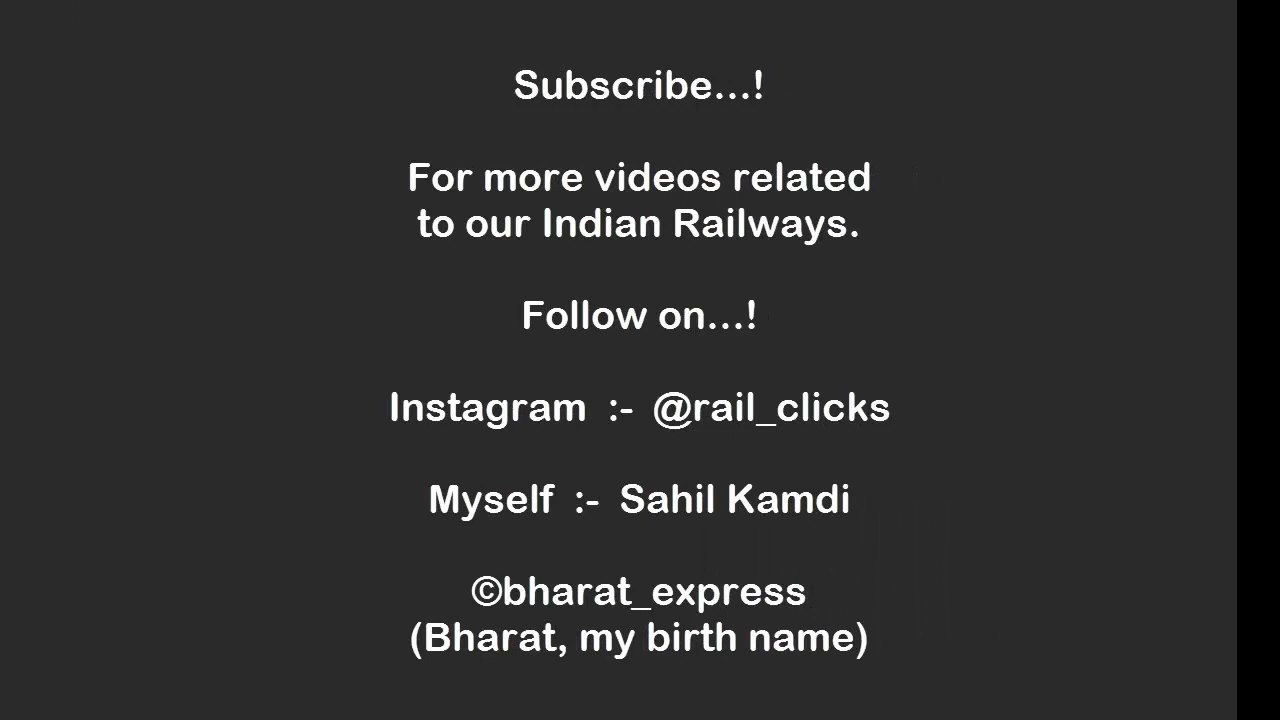 Subscribe...!
For more videos related
to our Indian Railways.
Follow on...!
Instagram :- @rail_clicks
Myself :- Sahil Kamdi
©bharat_express
(Bharat, my birth name)